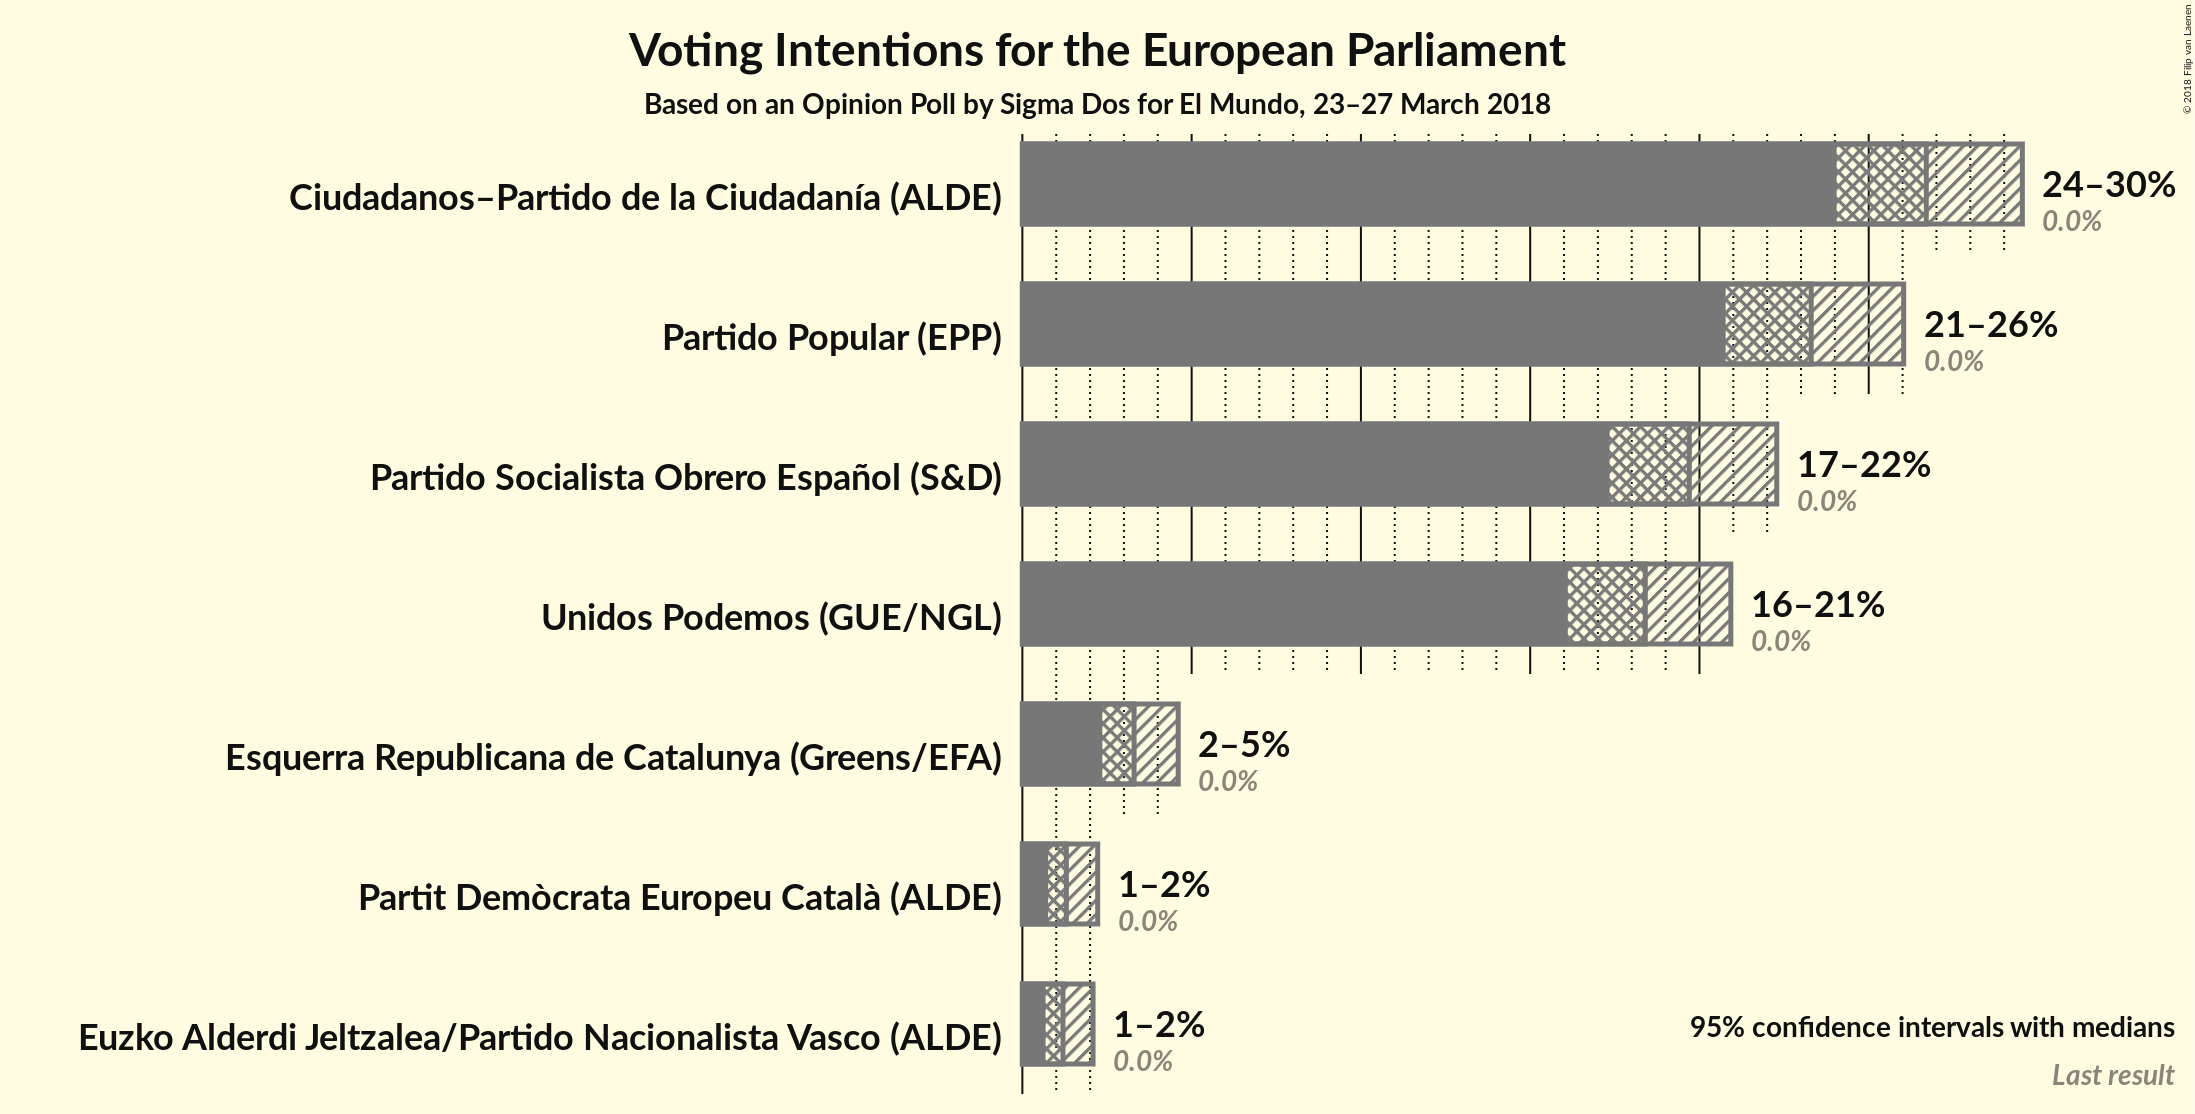 Voting Intentions for the European Parliament
Based on an Opinion Poll by Sigma Dos for El Mundo, 23–27 March 2018
© 2018 Filip van Laenen
Ciudadanos–Partido de la Ciudadanía (ALDE)
24–30%
0.0%
Partido Popular (EPP)
21–26%
0.0%
Partido Socialista Obrero Español (S&D)
17–22%
0.0%
Unidos Podemos (GUE/NGL)
16–21%
0.0%
Esquerra Republicana de Catalunya (Greens/EFA)
2–5%
0.0%
Partit Demòcrata Europeu Català (ALDE)
1–2%
0.0%
Euzko Alderdi Jeltzalea/Partido Nacionalista Vasco (ALDE)
1–2%
0.0%
95% confidence intervals with medians
Last result